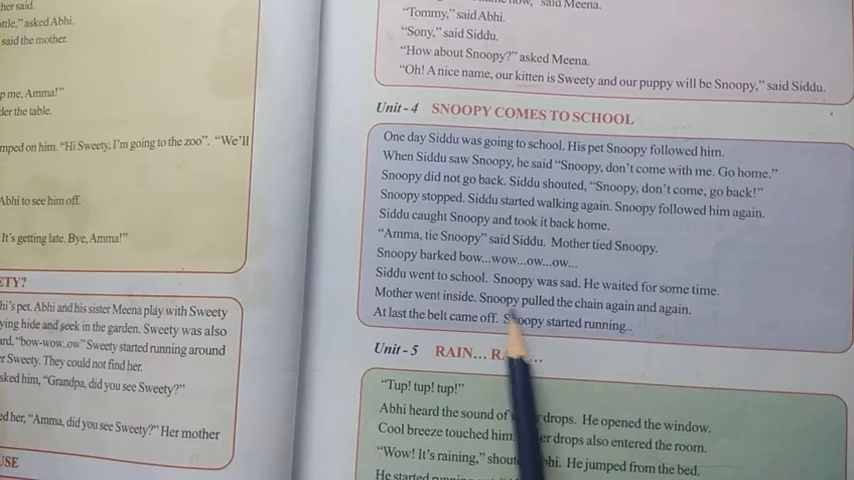 her said.
ttle," asked Abhi.
said the mother.
p me, Amma!"
der the table.
mped on him. "Hi Sweety, I'm going to the zoo". "We'll
Abhi to see him off.
It's getting late. Bye, Amma!"
ETY?
hi's pet. Abhi and his sister Meena play with Sweety
ying hide and seek in the garden. Sweety was also
ard, "bow-wow..ow" Sweety started running around
r Sweety. They could not find her.
sked him, "Grandpa, did you see Sweety?"
ed her, "Amma, did you see Sweety?" Her mother
USE
said Meena.
"Tommy," said Abhi.
"Sony," said Siddu.
"How about Snoopy?" asked Meena.
"Oh! A nice name, our kitten is Sweety and our puppy will be Snoopy," said Siddu.
Unit - 4 SNOOPY COMES TO SCHOOL
One day Siddu was going to school. His pet Snoopy followed him.
When Siddu saw Snoopy, he said "Snoopy, don't come with me. Go home."
Snoopy did not go back. Siddu shouted, "Snoopy, don't come, go back!"
Snoopy stopped. Siddu started walking again. Snoopy followed him again.
Siddu caught Snoopy and took it back home.
"Amma, tie Snoopy" said Siddu. Mother tied Snoopy.
Snoopy barked bow...wow...ow...ow...
Siddu went to school. Snoopy was sad. He waited for some time.
Mother went inside. Snoopy pulled the chain again and again.
At last the belt came off. Snoopy started running..
Unit - 5 RAIN...
"Tup! tup! tup!"
Abhi heard the sound of drops. He opened the window.
Cool breeze touched him. drops also entered the room.
"Wow! It's raining," He jumped from the bed.
He started